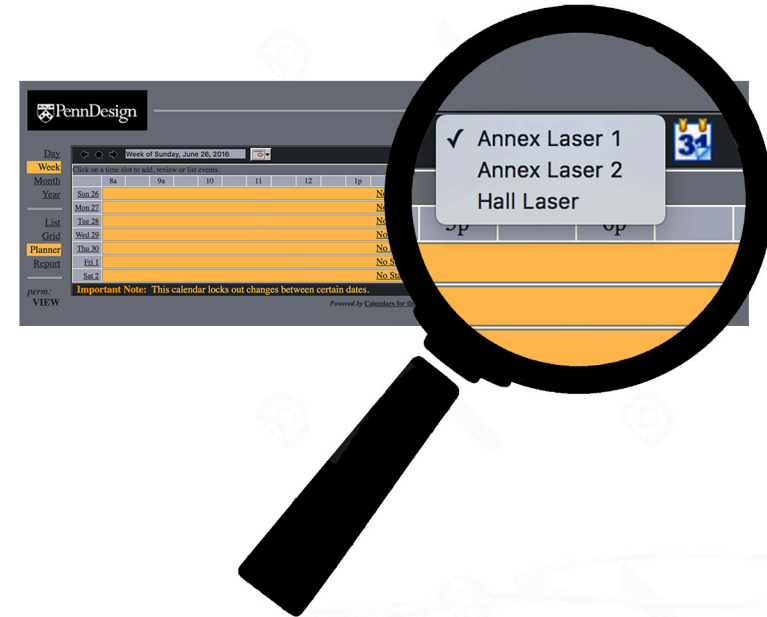 PennDesign
Day
Week
Month
Year
List
Grid
Planner
Report
perm:
VIEW
Week of Sunday, June 26, 2016
Click on a time slot to add, review or list events.
8a 9a 10 11 12 1p
Sun 26
Mon 27
Tue 28
Wed 29
Thu 30
Fri 1
Sat 2
Important Note: This calendar locks out changes between certain dates.
Powered by Calendars for the
✓ Annex Laser 1
Annex Laser 2
Hall Laser
31